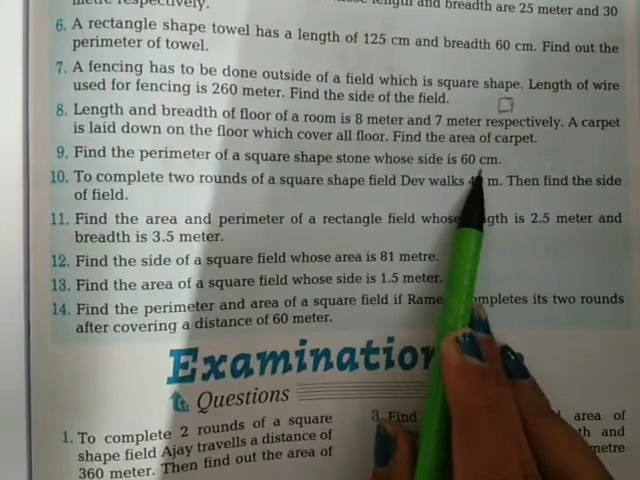 respectively.
length and breadth are 25 meter and 30
6. A rectangle shape towel has a length of 125 cm and breadth 60 cm. Find out the
perimeter of towel.
7. A fencing has to be done outside of a field which is square shape. Length of wire
used for fencing is 260 meter. Find the side of the field.
8. Length and breadth of floor of a room is 8 meter and 7 meter respectively. A carpet
is laid down on the floor which cover all floor. Find the area of carpet.
9. Find the perimeter of a square shape stone whose side is 60 cm.
10. To complete two rounds of a square shape field Dev walks m. Then find the side
of field.
11. Find the area and perimeter of a rectangle field whose is 2.5 meter and
breadth is 3.5 meter.
12. Find the side of square field whose area is 81 metre.
13. Find the area of a square field whose side is 1.5 meter.
14. Find the perimeter and area of a square field if completes its two rounds
after covering a distance of 60 meter.
Examination
Questions
1. To complete 2 rounds of a square
shape field Ajay travells a distance of
360 meter. Then find out the area of
3. Find area of
and
metre